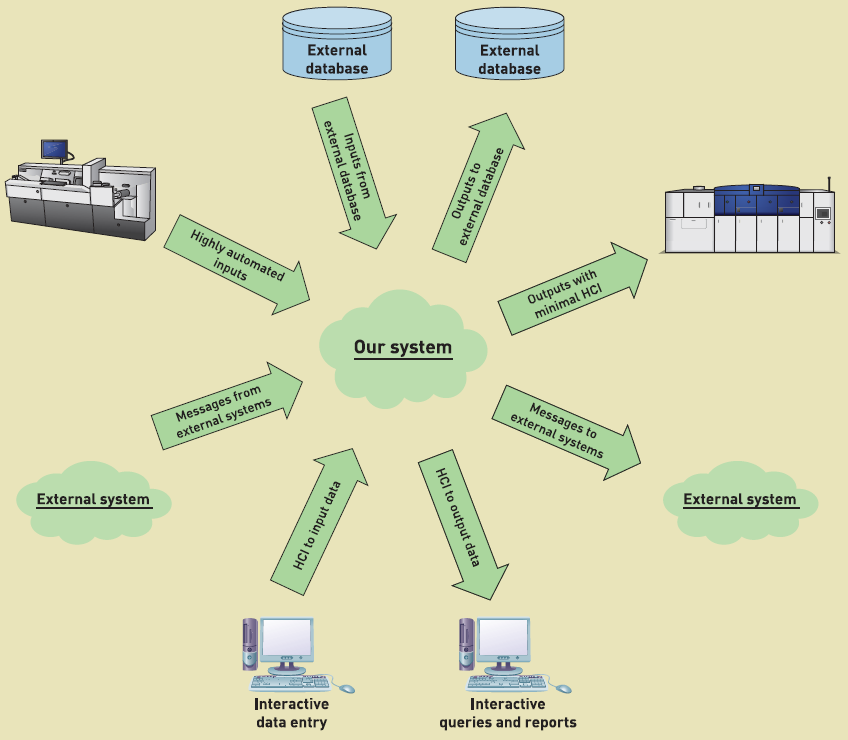 External
database
External
database
Inputs from
external database
Outputs to
external database
Highly automated
inputs
Outputs with
minimal HCI
Our system
Messages from
external systems
Messages to
external systems
External system
External system
HCI to input data
HCI to output data
Interactive
data entry
Interactive
queries and reports